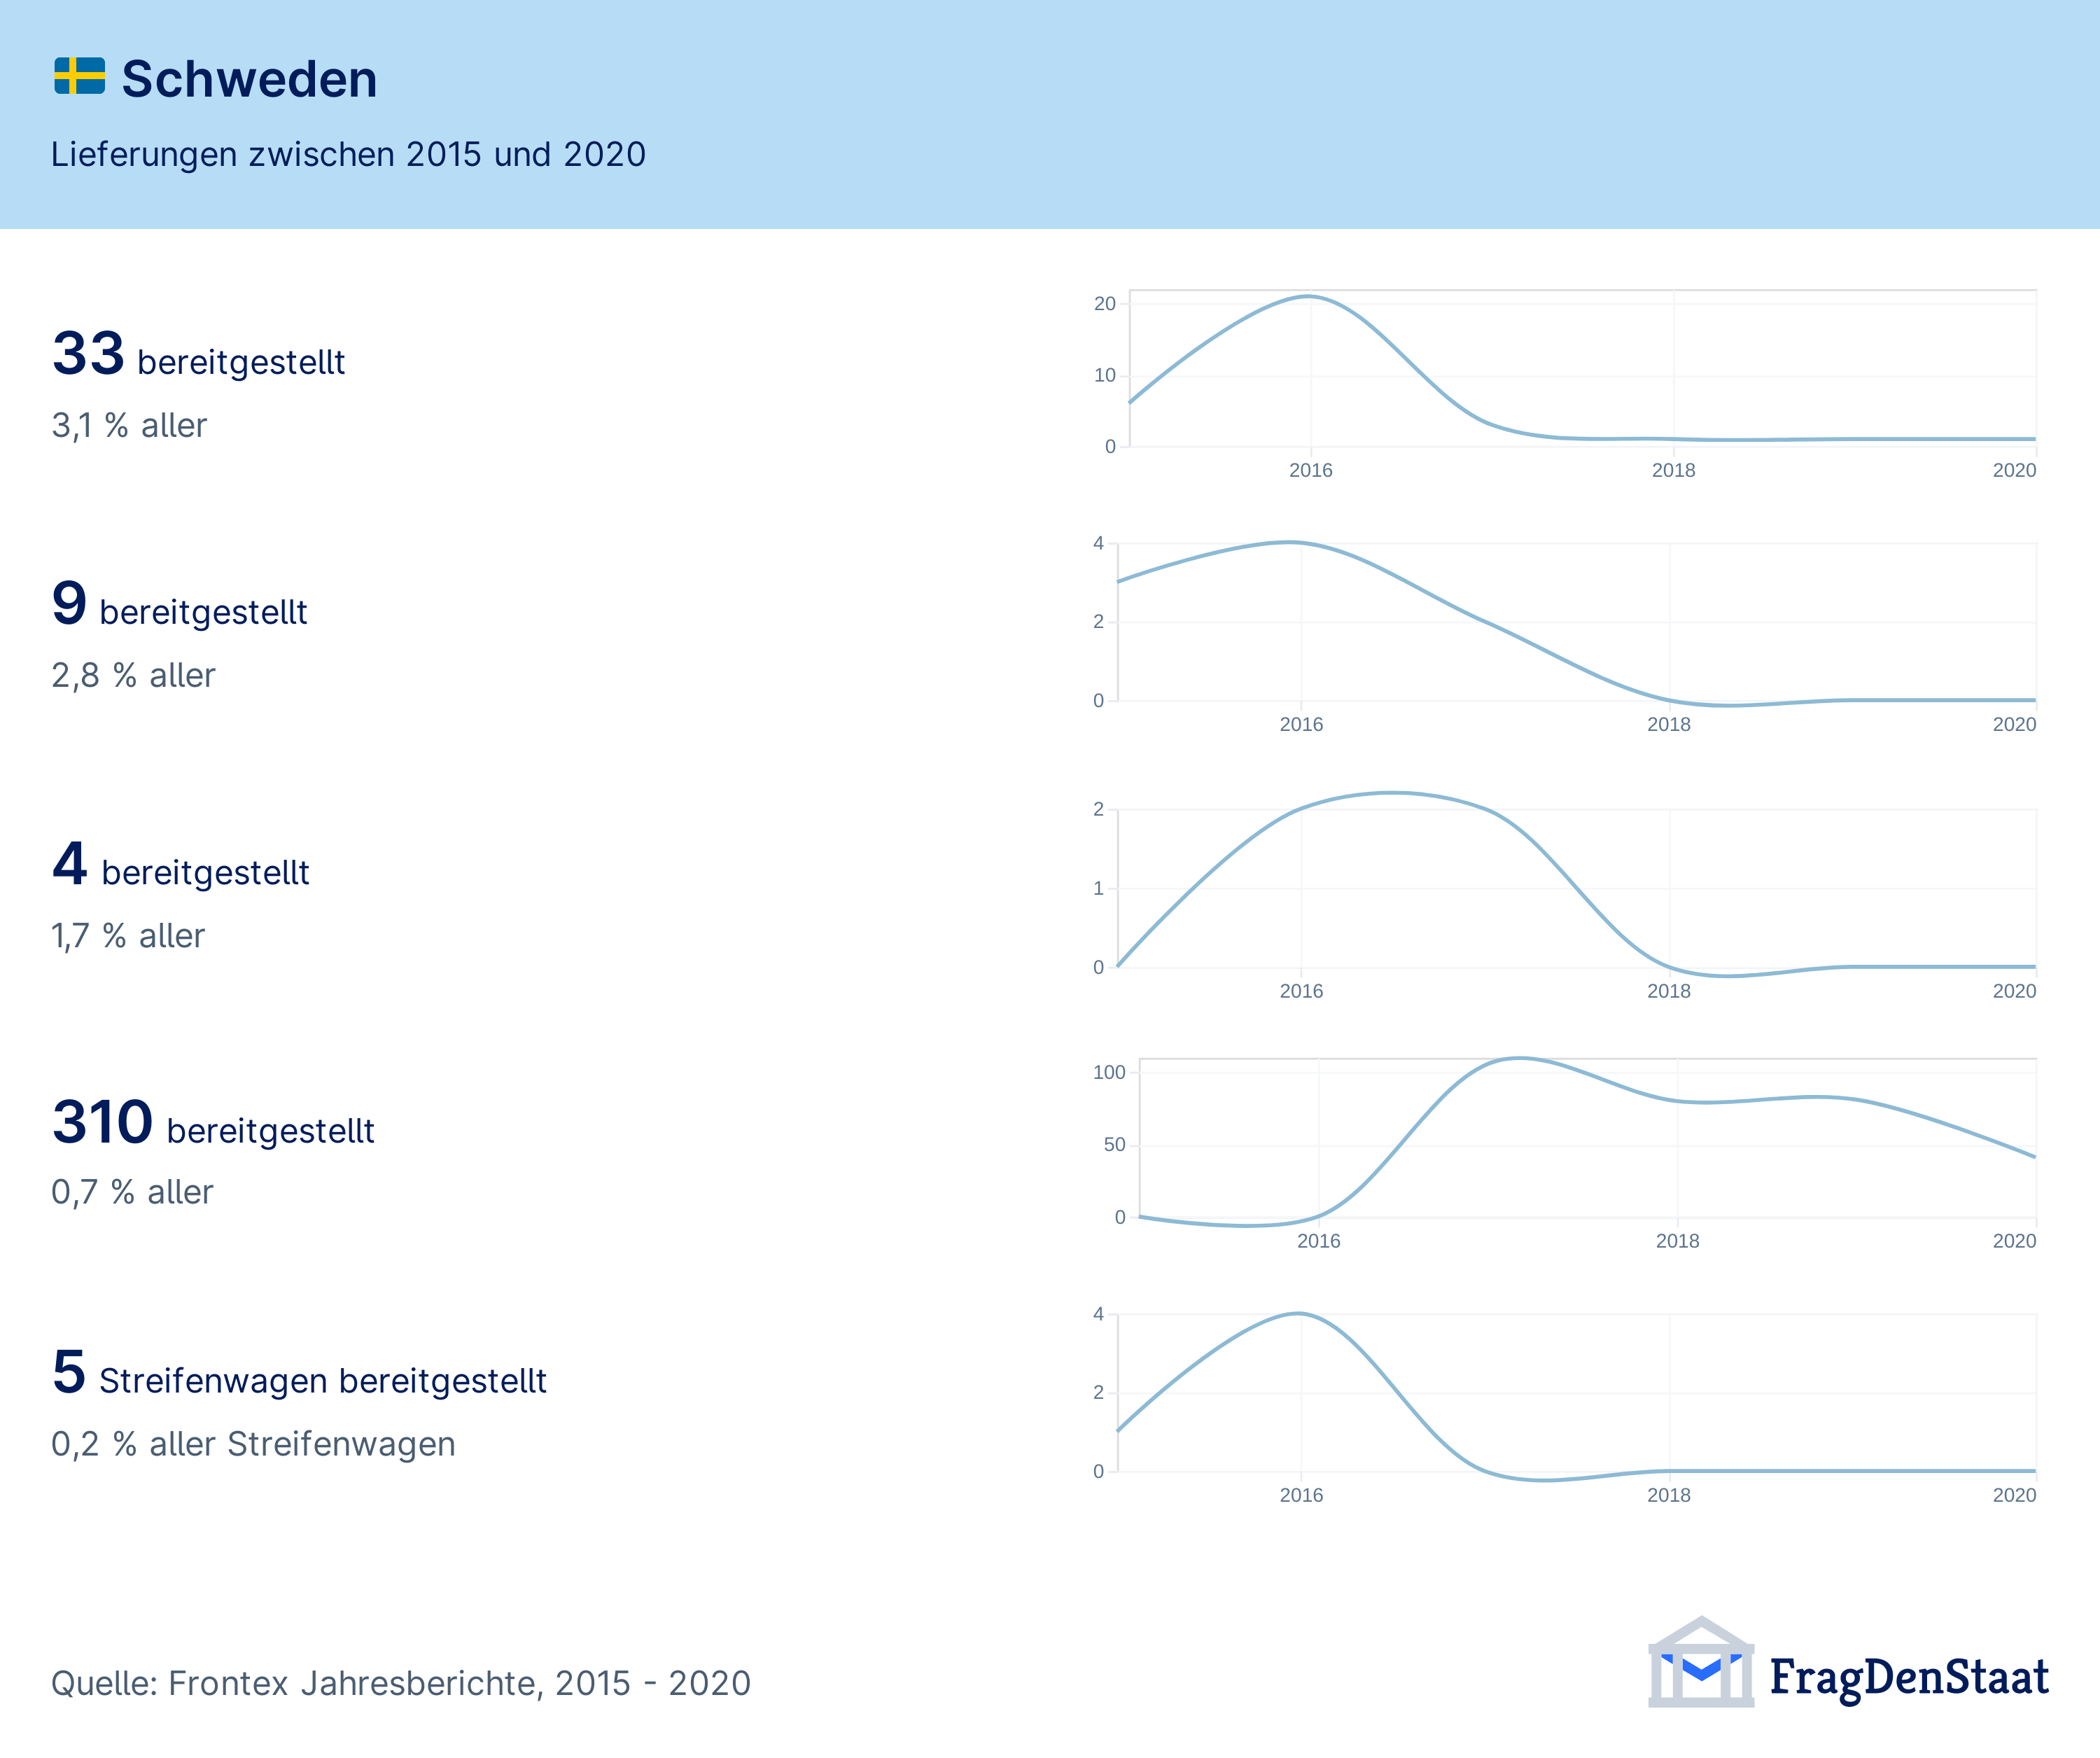 Schweden
Lieferungen zwischen 2015 und 2020
33 bereitgestellt
3,1 % aller
20
10
0
2016
2018
2020
9 bereitgestellt
2,8 % aller
4
2
0
2016
2018
2020
4 bereitgestellt
1,7 % aller
2
1
0
2016
2018
2020
310 bereitgestellt
0,7 % aller
100
50
0
2016
2018
2020
5 Streifenwagen bereitgestellt
0,2 % aller Streifenwagen
4
2
0
2016
2018
2020
Quelle: Frontex Jahresberichte, 2015 - 2020
FragDenStaat